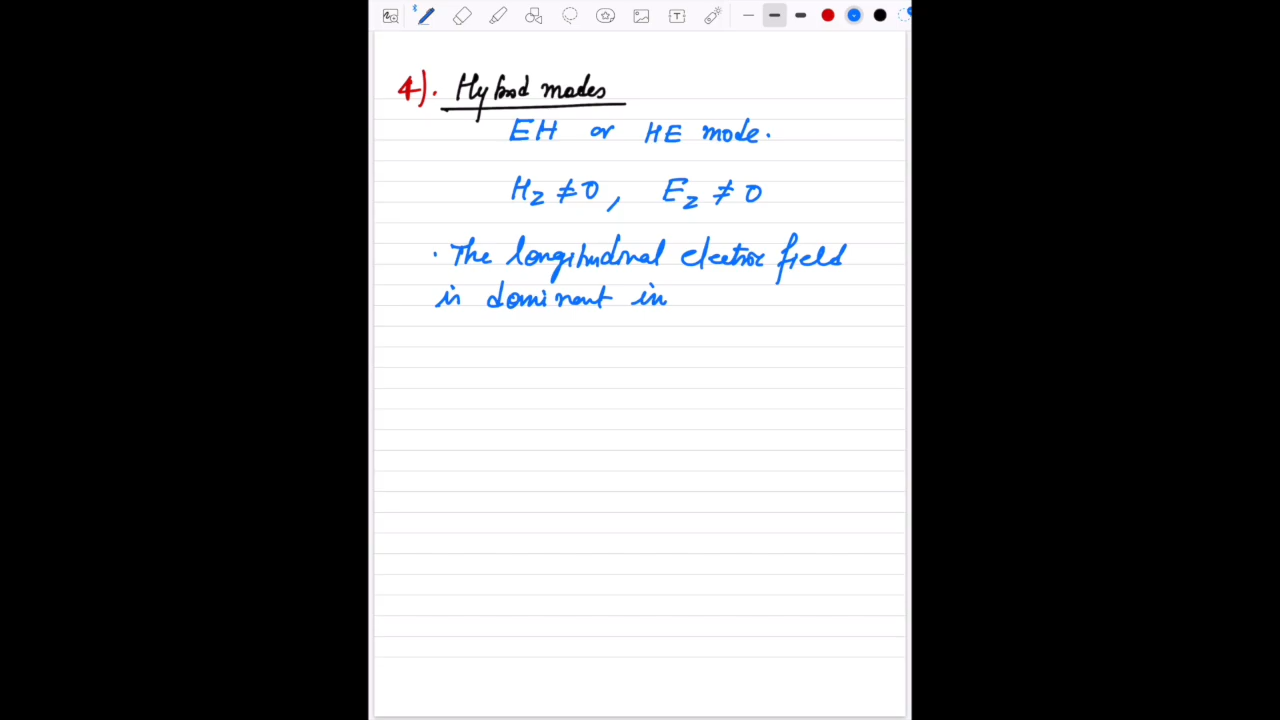 4). Hybrid modes
EH or HE mode.
Hz ≠ 0, Ez ≠ 0
· The longitudinal electric field
is dominant in